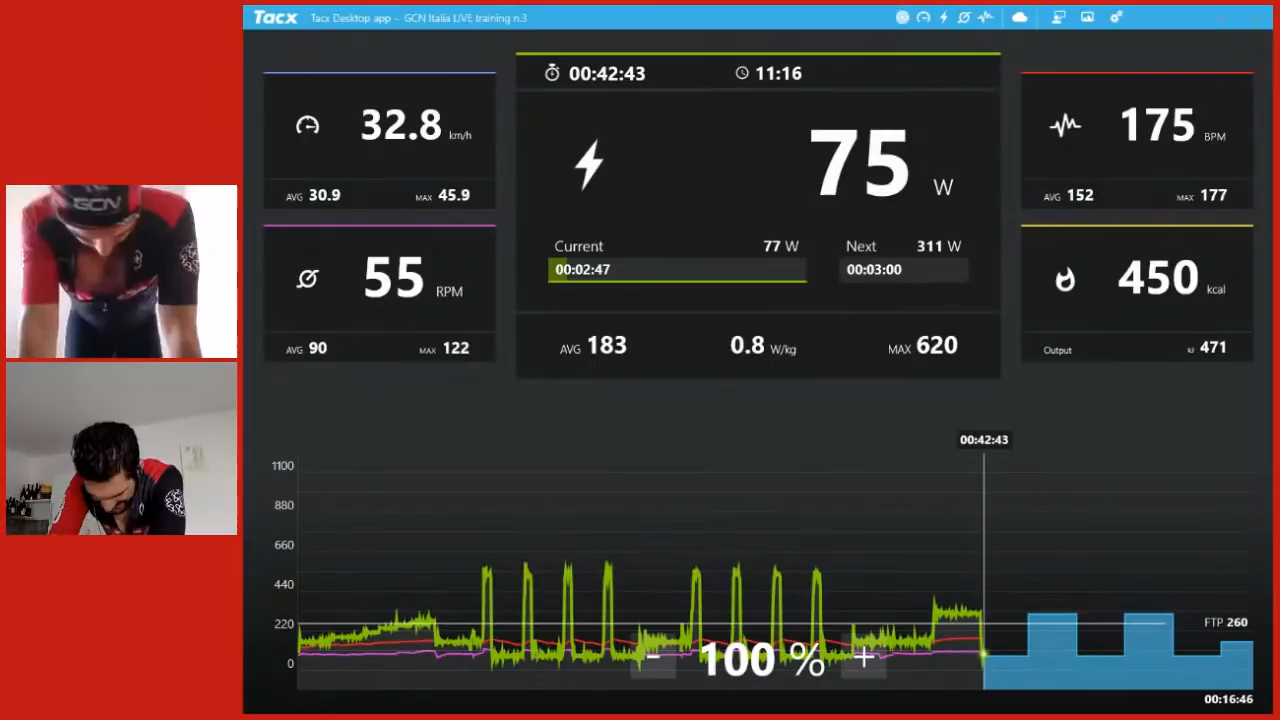 Tacx Tacx Desktop app - GCN Italia LIVE training n.3
00:42:43 11:16
32.8 km/h
AVG 30.9 MAX 45.9
75 W
175 BPM
AVG 152 MAX 177
Current 77 W
00:02:47
Next 311 W
00:03:00
55 RPM
AVG 90 MAX 122
450 kcal
Output kJ 471
AVG 183 0.8 W/kg MAX 620
GCN
00:42:43
1100
880
660
440
220
0
FTP 260
- 100 % +
00:16:46